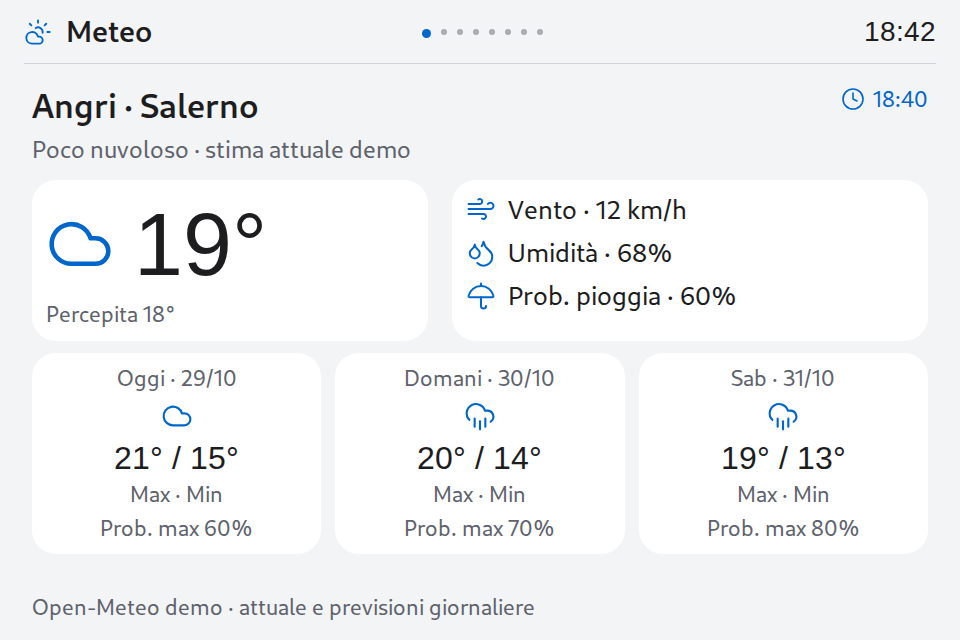 Meteo
18:42
Angri · Salerno
18:40
Poco nuvoloso · stima attuale demo
19°
Percepita 18°
Vento · 12 km/h
Umidità · 68%
Prob. pioggia · 60%
Oggi · 29/10
21° / 15°
Max · Min
Prob. max 60%
Domani · 30/10
20° / 14°
Max · Min
Prob. max 70%
Sab · 31/10
19° / 13°
Max · Min
Prob. max 80%
Open-Meteo demo · attuale e previsioni giornaliere